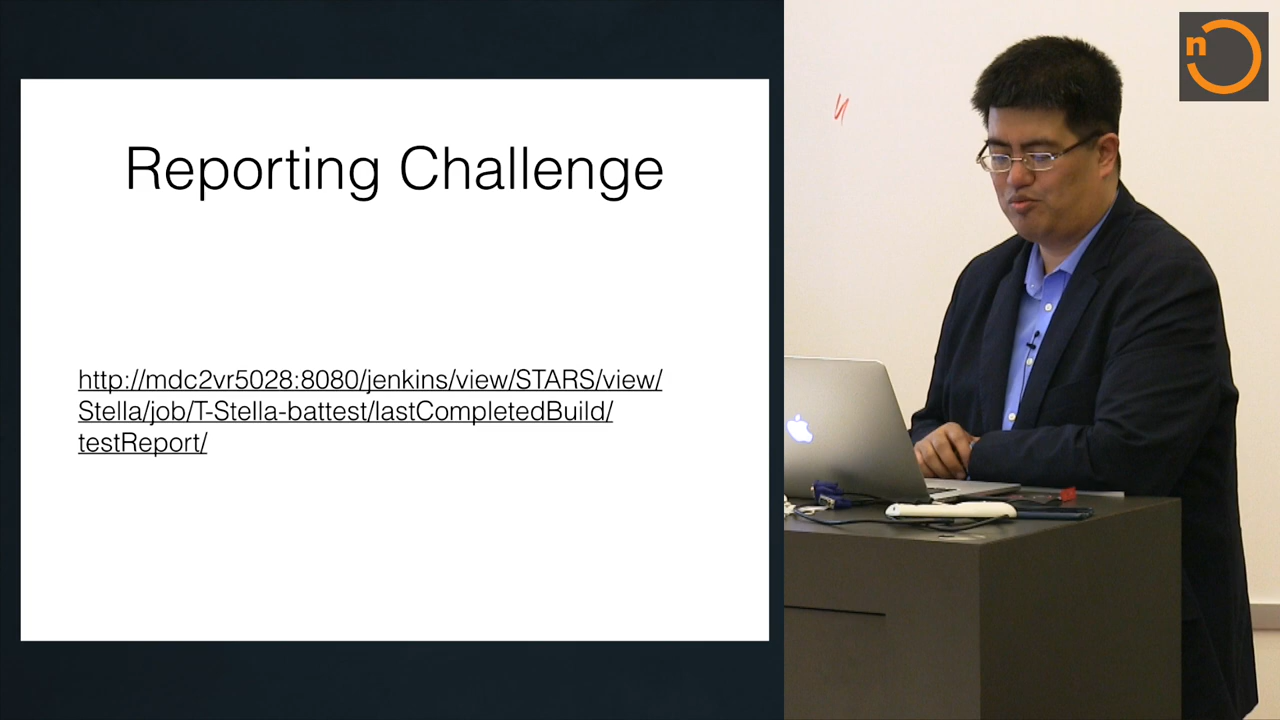 Reporting Challenge
http://mdc2vr5028:8080/jenkins/view/STARS/view/
Stella/job/T-Stella-battest/lastCompletedBuild/
testReport/
n